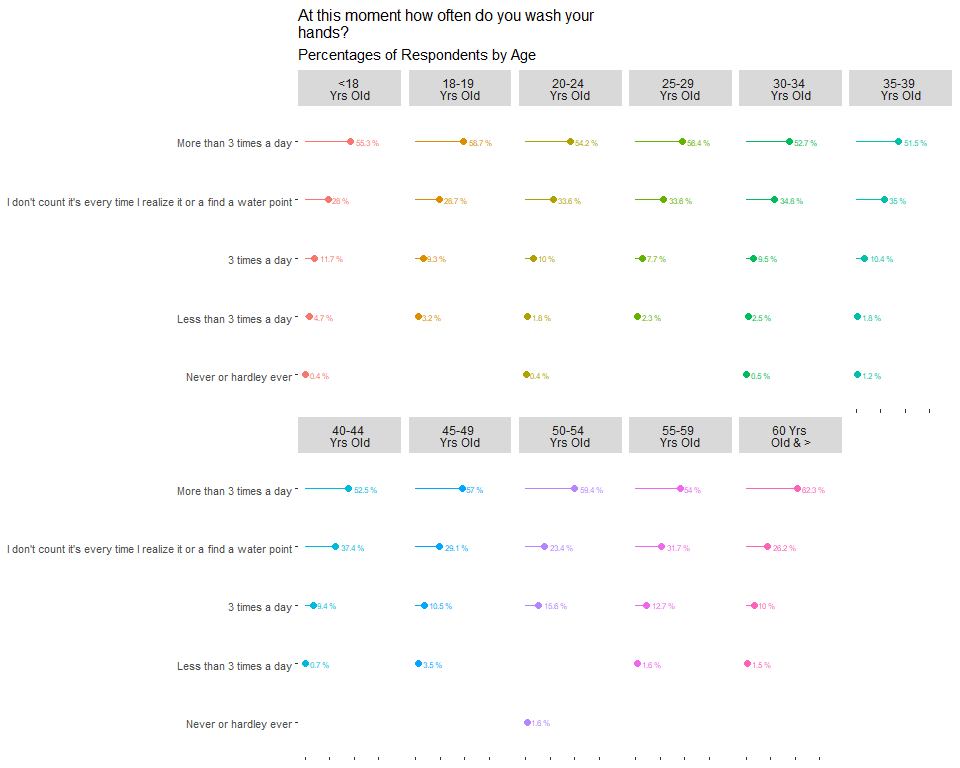 At this moment how often do you wash your
hands?
Percentages of Respondents by Age
<18
Yrs Old
18-19
Yrs Old
20-24
Yrs Old
25-29
Yrs Old
30-34
Yrs Old
35-39
Yrs Old
More than 3 times a day
55.3 %
58.7 %
54.2 %
56.4 %
52.7 %
51.5 %
I don't count it's every time I realize it or a find a water point
28 %
28.7 %
33.6 %
33.6 %
34.8 %
35 %
3 times a day
11.7 %
9.3 %
10 %
7.7 %
9.5 %
10.4 %
Less than 3 times a day
4.7 %
3.2 %
1.8 %
2.3 %
2.5 %
1.8 %
Never or hardley ever
0.4 %
0.4 %
0.5 %
1.2 %
40-44
Yrs Old
45-49
Yrs Old
50-54
Yrs Old
55-59
Yrs Old
60 Yrs
Old & >
More than 3 times a day
52.5 %
57 %
59.4 %
54 %
62.3 %
I don't count it's every time I realize it or a find a water point
37.4 %
29.1 %
23.4 %
31.7 %
26.2 %
3 times a day
9.4 %
10.5 %
15.6 %
12.7 %
10 %
Less than 3 times a day
0.7 %
3.5 %
1.6 %
1.5 %
Never or hardley ever
1.6 %